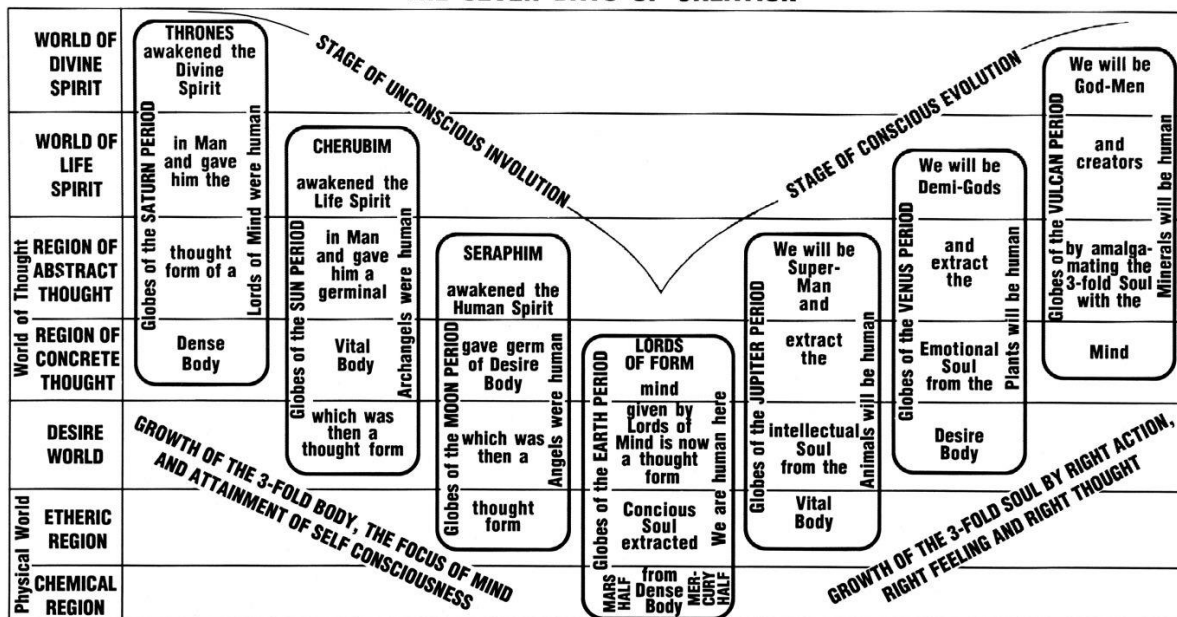 WORLD OF
DIVINE
SPIRIT
WORLD OF
LIFE
SPIRIT
World of Thought
REGION OF
ABSTRACT
THOUGHT
REGION OF
CONCRETE
THOUGHT
DESIRE
WORLD
Physical World
ETHERIC
REGION
CHEMICAL
REGION
Globes of the SATURN PERIOD
THRONES
awakened the
Divine
Spirit
in Man
and gave
him the
thought
form of a
Dense
Body
Lords of Mind were human
Globes of the SUN PERIOD
CHERUBIM
awakened the
Life Spirit
in Man
and gave
him a
germinal
Vital
Body
which was
then a
thought form
Archangels were human
Globes of the MOON PERIOD
SERAPHIM
awakened the
Human Spirit
gave germ
of Desire
Body
which was
then a
thought
form
Angels were human
Globes of the EARTH PERIOD
LORDS
OF FORM
mind
given by
Lords of
Mind is now
a thought
form
Concious
Soul
extracted
from
Dense
Body
We are human here
MARS
HALF
MER-
CURY
HALF
Globes of the JUPITER PERIOD
We will be
Super-
Man
and
extract
the
intellectual
Soul
from the
Vital
Body
Animals will be human
Globes of the VENUS PERIOD
We will be
Demi-Gods
and
extract
the
Emotional
Soul
from the
Desire
Body
Plants will be human
Globes of the VULCAN PERIOD
We will be
God-Men
and
creators
by amalga-
mating the
3-fold Soul
with the
Mind
Minerals will be human
STAGE OF UNCONSCIOUS INVOLUTION
STAGE OF CONSCIOUS EVOLUTION
GROWTH OF THE 3-FOLD BODY, THE FOCUS OF MIND
AND ATTAINMENT OF SELF CONSCIOUSNESS
GROWTH OF THE 3-FOLD SOUL BY RIGHT ACTION,
RIGHT FEELING AND RIGHT THOUGHT